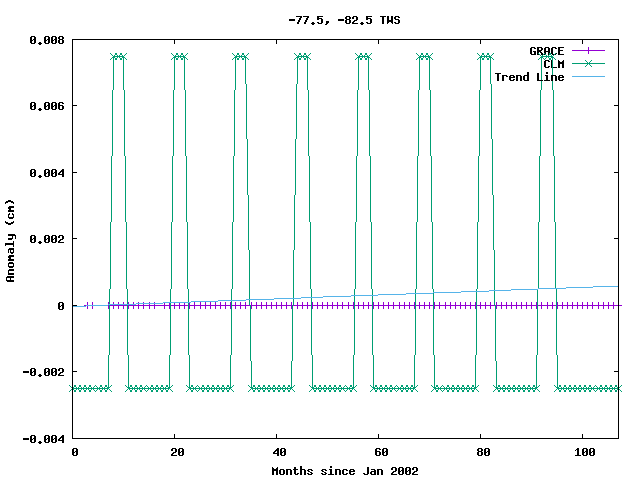 -77.5, -82.5 TWS
0.008
0.006
0.004
0.002
0
-0.002
-0.004
Anomaly (cm)
GRACE
CLM
Trend Line
0 20 40 60 80 100
Months since Jan 2002